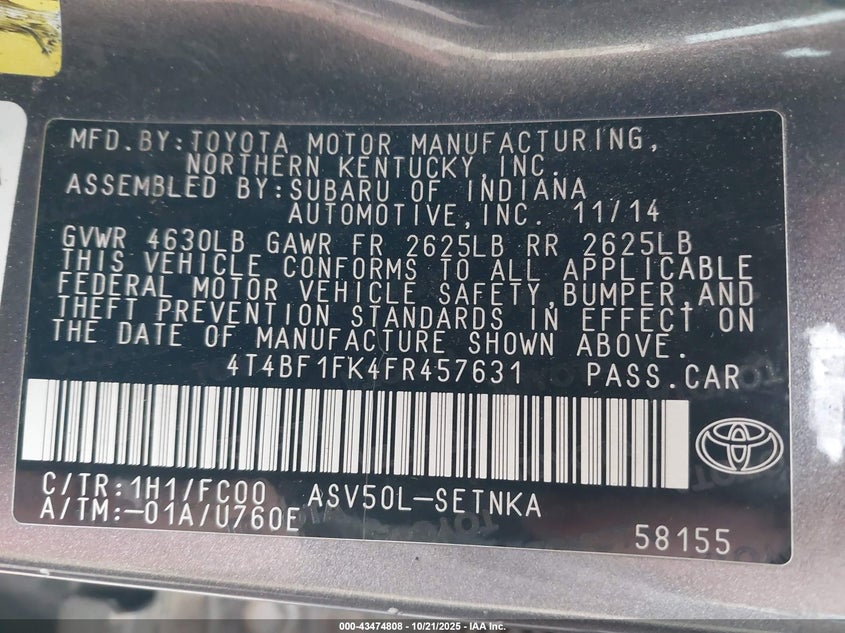 MFD.BY:TOYOTA MOTOR MANUFACTURING,
NORTHERN KENTUCKY,INC.
ASSEMBLED BY:SUBARU OF INDIANA
AUTOMOTIVE,INC. 11/14
GVWR 4630LB GAWR FR 2625LB RR 2625LB
THIS VEHICLE CONFORMS TO ALL APPLICABLE
FEDERAL MOTOR VEHICLE SAFETY,BUMPER,AND
THEFT PREVENTION STANDARDS IN EFFECT ON
THE DATE OF MANUFACTURE SHOWN ABOVE.
4T4BF1FK4FR457631 PASS.CAR
C/TR:1H1/FC00 ASV50L-SETNKA
A/TM:-01A/U760E
58155
000-43474808 - 10/21/2025 - IAA Corp.